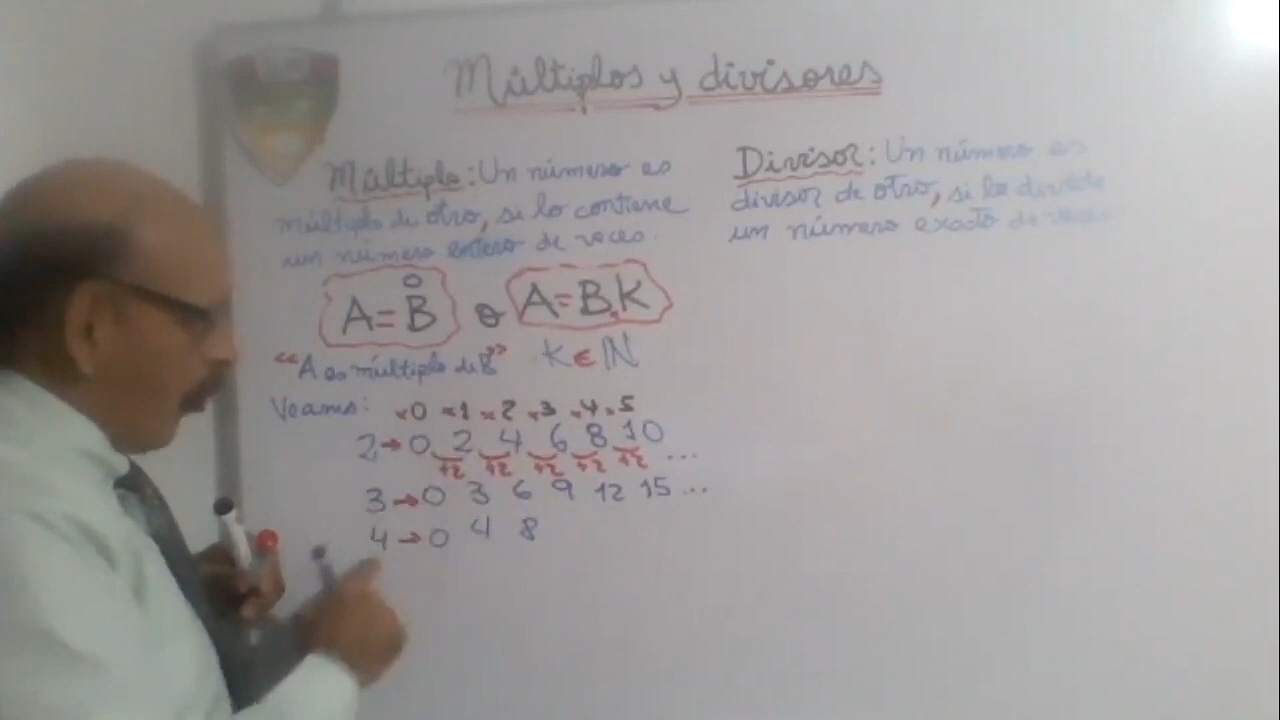 Múltiplos y divisores
Múltiplo: Un número es
múltiplo de otro, si lo contiene
un número entero de veces.
Divisor: Un número es
divisor de otro, si lo divide
un número exacto de veces
A = B̊ o A = B.K
"A es múltiplo de B" K ∈ ℕ
Veamos: ×0 ×1 ×2 ×3 ×4 ×5
2 → 0 2 4 6 8 10 ...
+2 +2 +2 +2 +2
3 → 0 3 6 9 12 15 ...
4 → 0 4 8